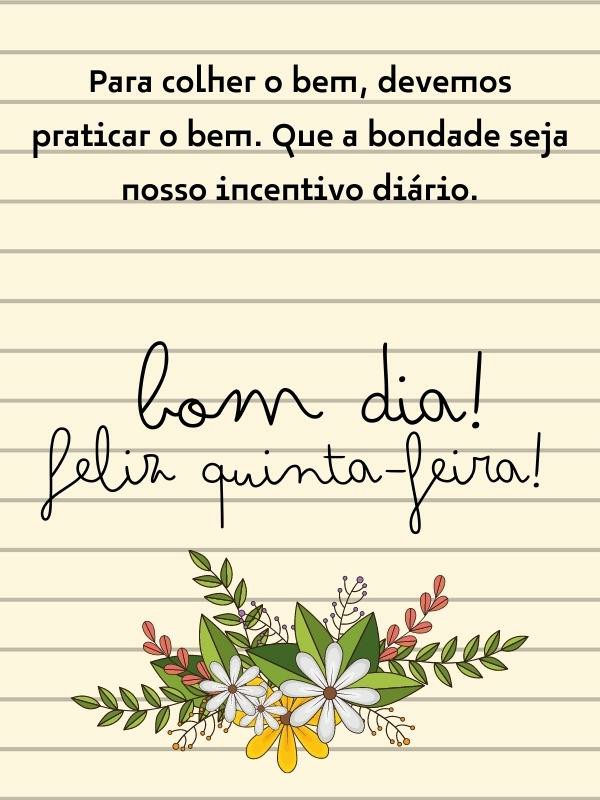 Para colher o bem, devemos
praticar o bem. Que a bondade seja
nosso incentivo diário.
bom dia!
feliz quinta-feira!